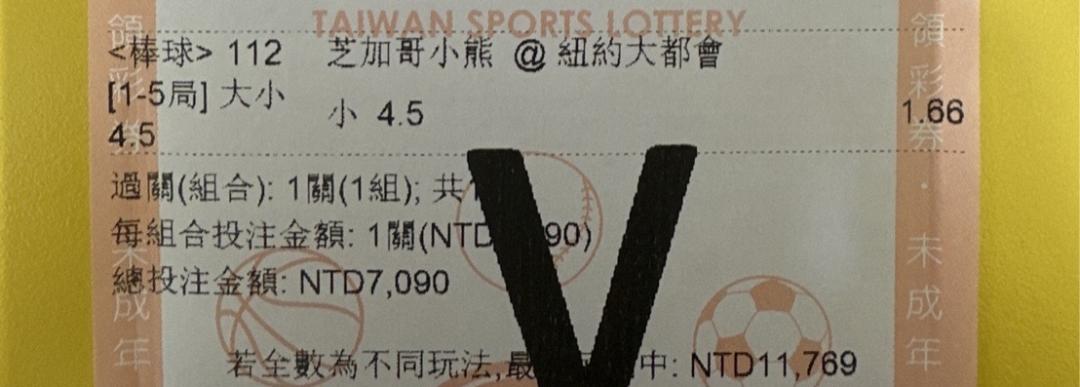 TAIWAN SPORTS LOTTERY
<棒球> 112 芝加哥小熊 @ 紐約大都會
[1-5局] 大小 小 4.5 1.66
4.5
過關(組合): 1關(1組); 共
每組合投注金額: 1關(NTD 90)
總投注金額: NTD7,090
若全數為不同玩法,最 中: NTD11,769
領彩券 未成年
領彩券·未成年
V